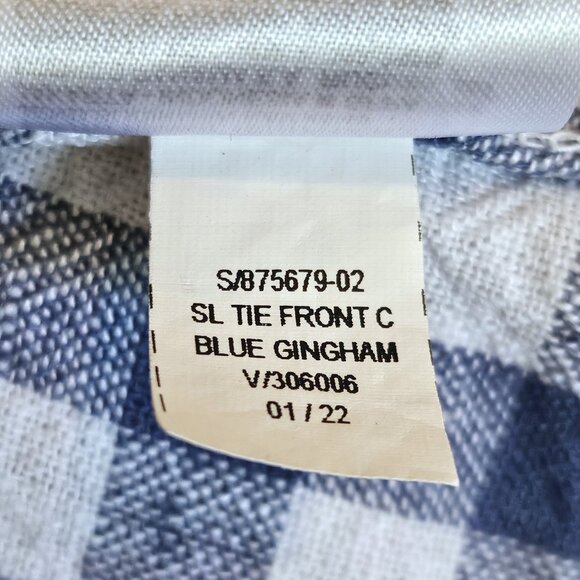 S/875679-02
SL TIE FRONT C
BLUE GINGHAM
V/306006
01/22